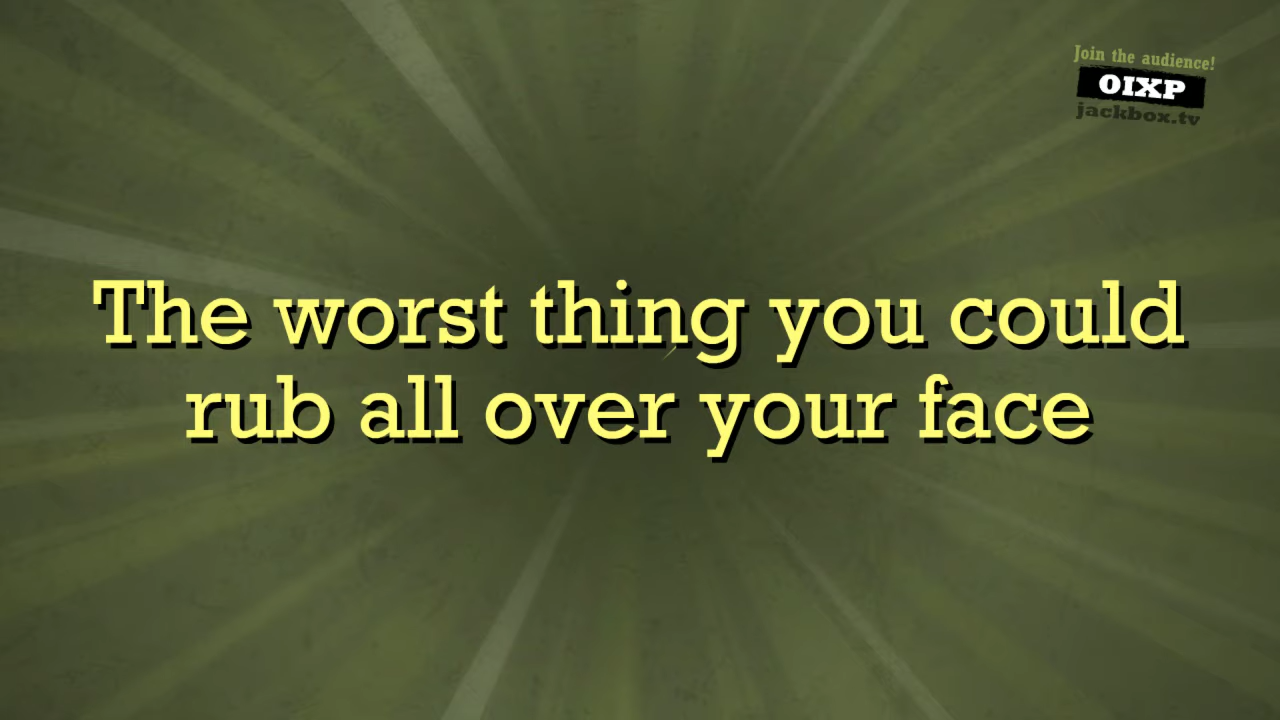 Join the audience!
OIXP
jackbox.tv
The worst thing you could
rub all over your face